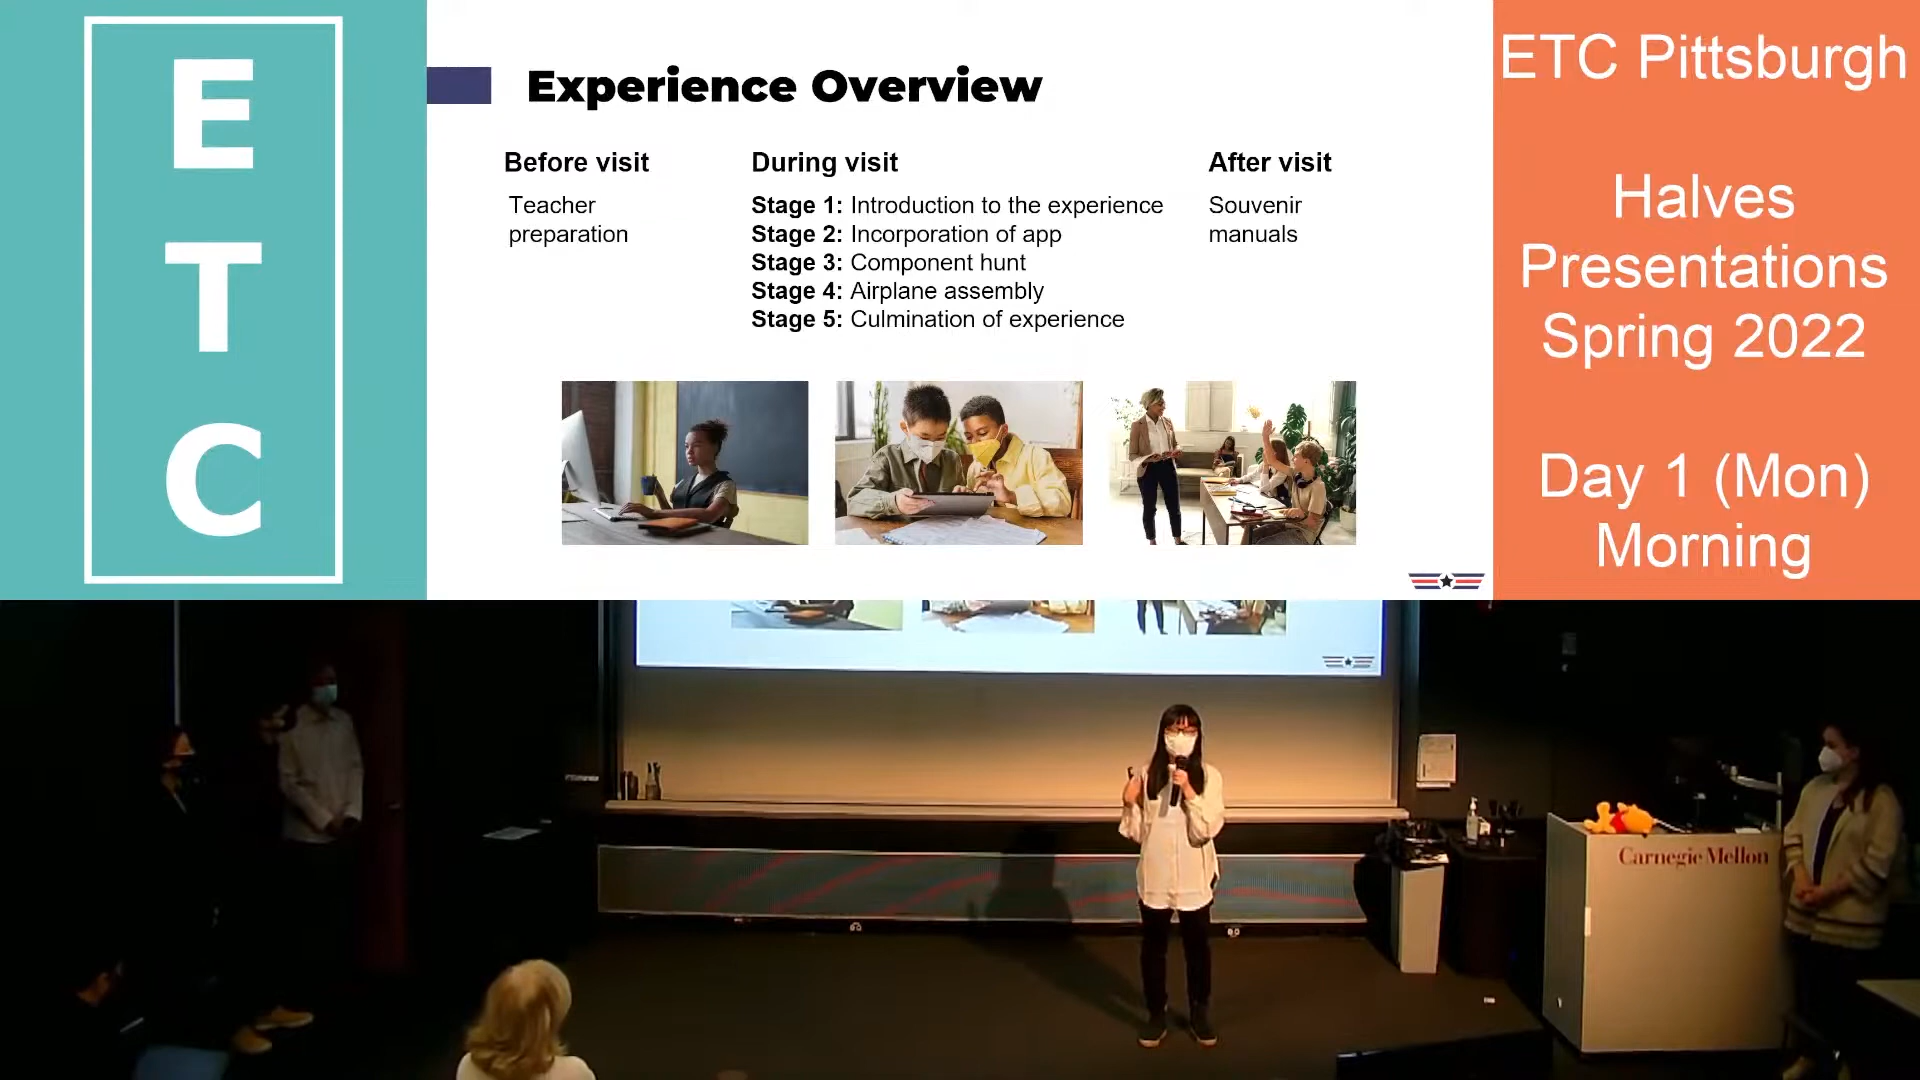 E
T
C
Experience Overview
Before visit
Teacher
preparation
During visit
Stage 1: Introduction to the experience
Stage 2: Incorporation of app
Stage 3: Component hunt
Stage 4: Airplane assembly
Stage 5: Culmination of experience
After visit
Souvenir
manuals
ETC Pittsburgh
Halves
Presentations
Spring 2022
Day 1 (Mon)
Morning
Carnegie Mellon